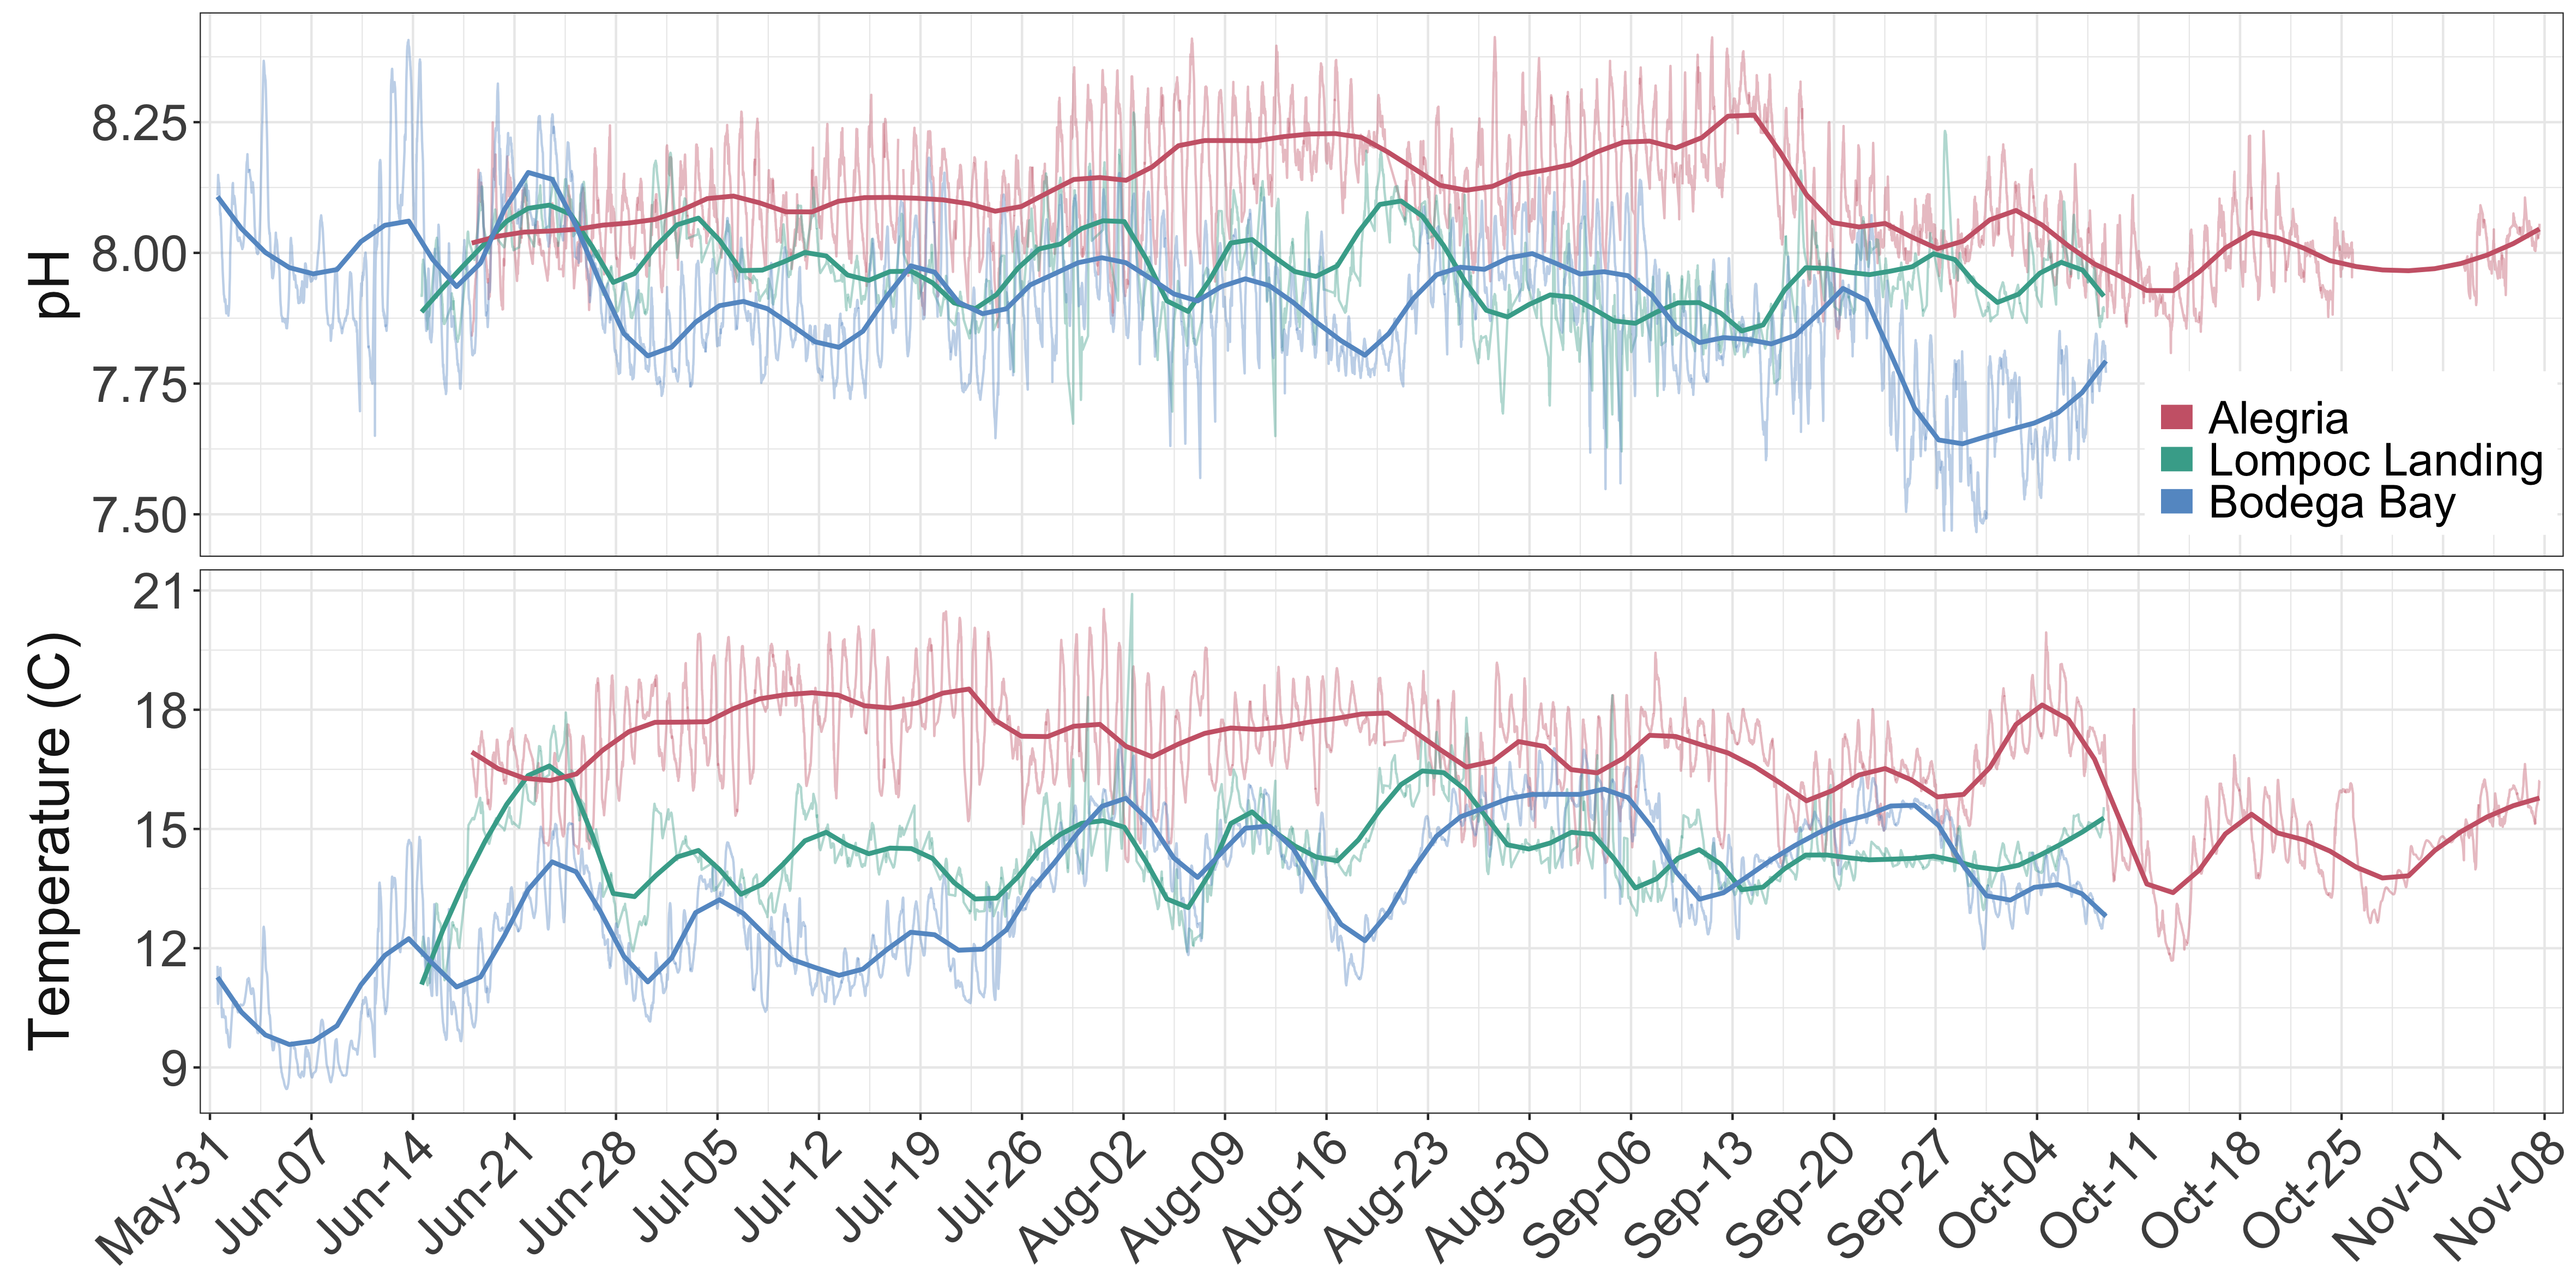 pH
8.25
8.00
7.75
7.50
Alegria
Lompoc Landing
Bodega Bay
Temperature (C)
21
18
15
12
9
May-31
Jun-07
Jun-14
Jun-21
Jun-28
Jul-05
Jul-12
Jul-19
Jul-26
Aug-02
Aug-09
Aug-16
Aug-23
Aug-30
Sep-06
Sep-13
Sep-20
Sep-27
Oct-04
Oct-11
Oct-18
Oct-25
Nov-01
Nov-08